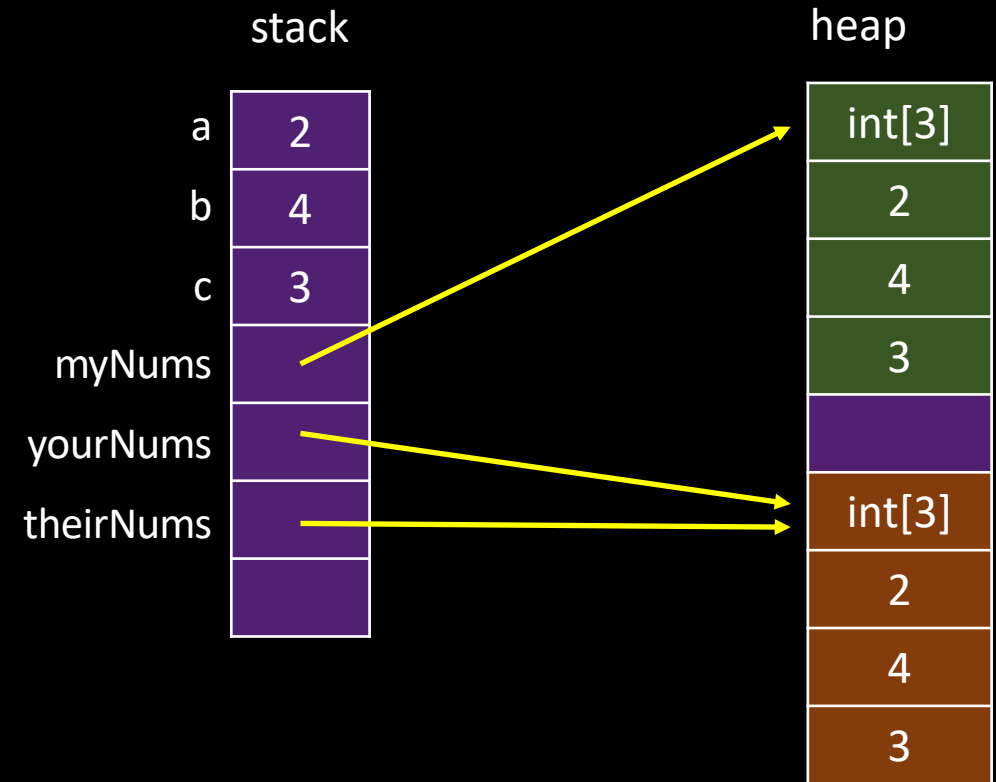 stack
heap
a 2
b 4
c 3
myNums
yourNums
theirNums
int[3]
2
4
3
int[3]
2
4
3